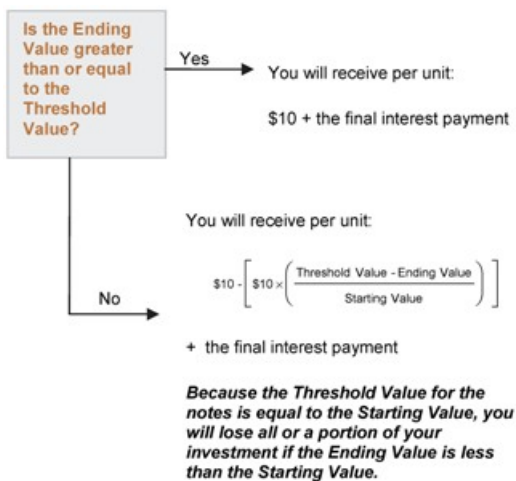 Is the Ending
Value greater
than or equal
to the
Threshold
Value?
Yes
You will receive per unit:
$10 + the final interest payment
No
You will receive per unit:
$10 - [ $10 × ( Threshold Value - Ending Value
Starting Value ) ]
+ the final interest payment
Because the Threshold Value for the
notes is equal to the Starting Value, you
will lose all or a portion of your
investment if the Ending Value is less
than the Starting Value.